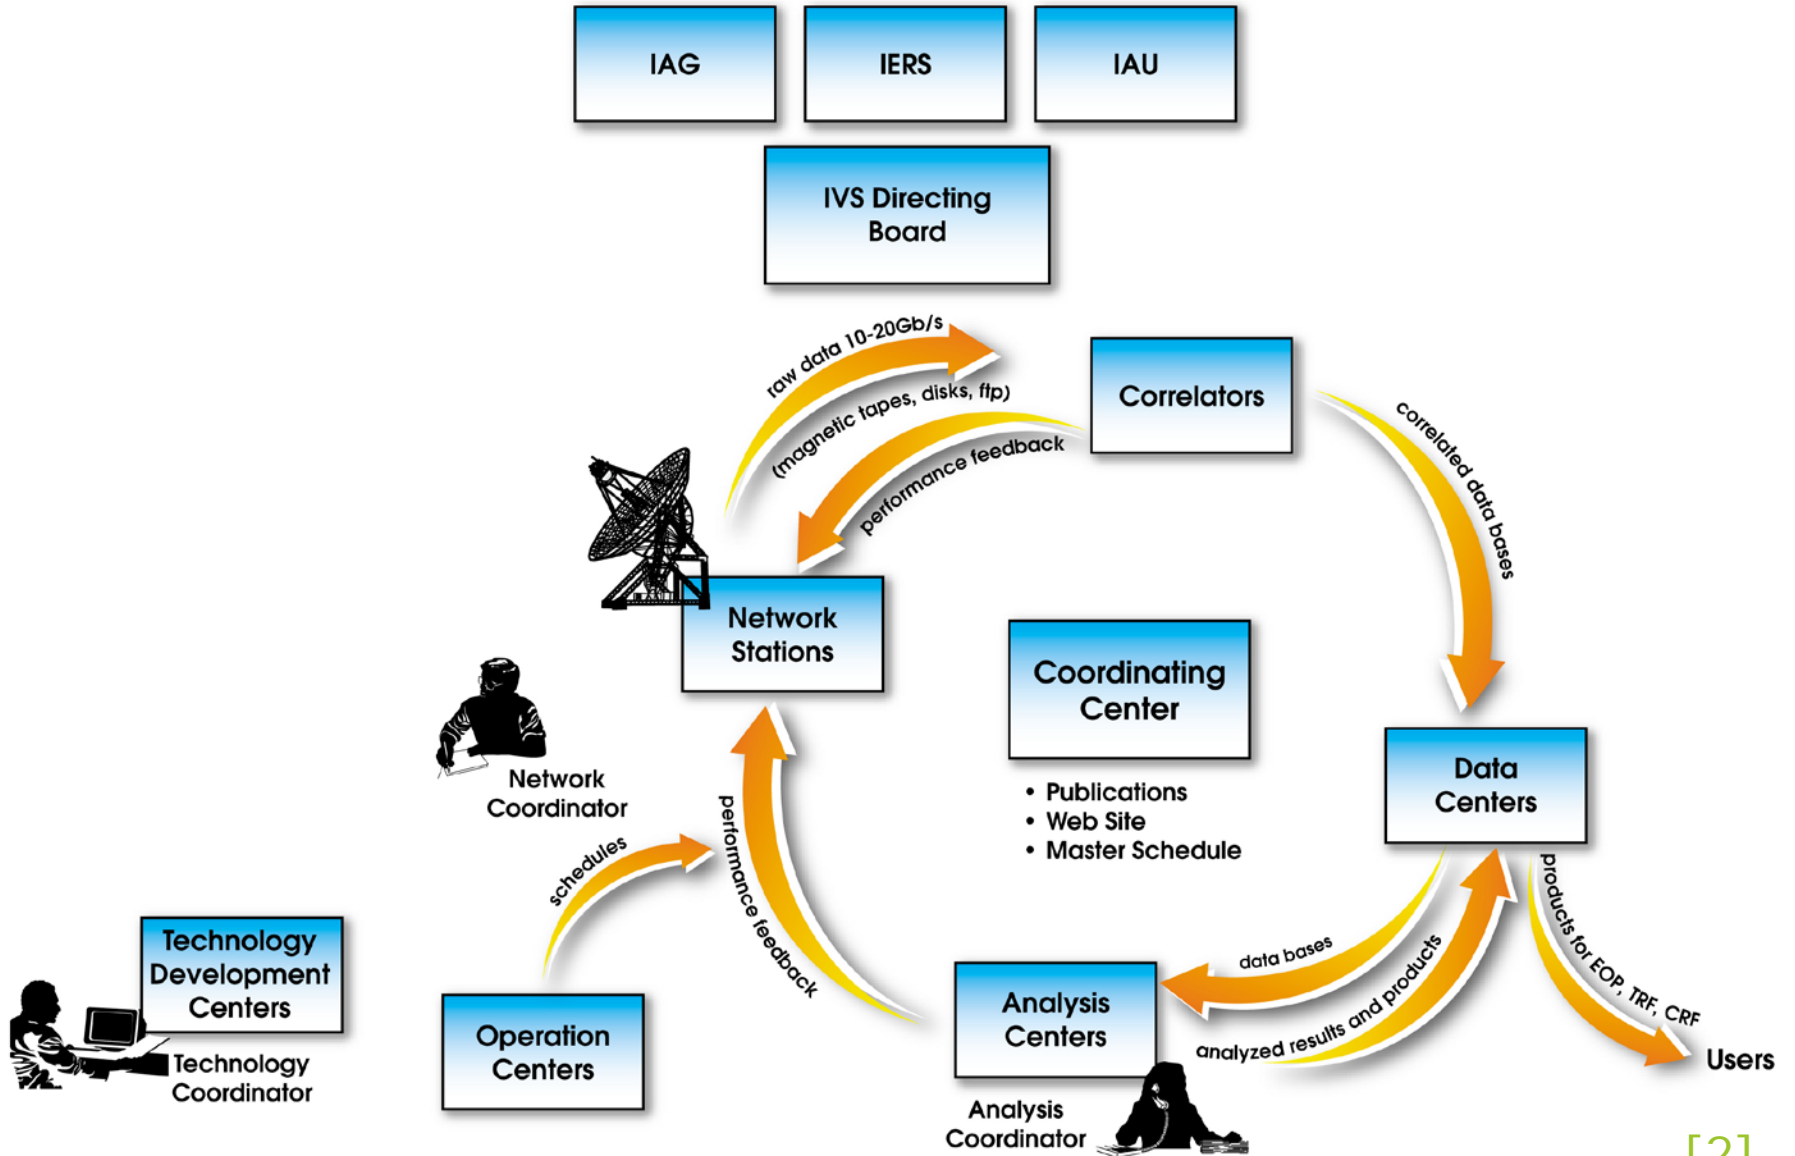 IAG
IERS
IAU
IVS Directing
Board
raw data 10-20Gb/s
(magnetic tapes, disks, ftp)
performance feedback
Correlators
correlated data bases
Network
Stations
Coordinating
Center
• Publications
• Web Site
• Master Schedule
Network
Coordinator
Data
Centers
schedules
performance feedback
data bases
analyzed results and products
products for EOP, TRF, CRF
Users
Technology
Development
Centers
Technology
Coordinator
Operation
Centers
Analysis
Centers
Analysis
Coordinator
[2]